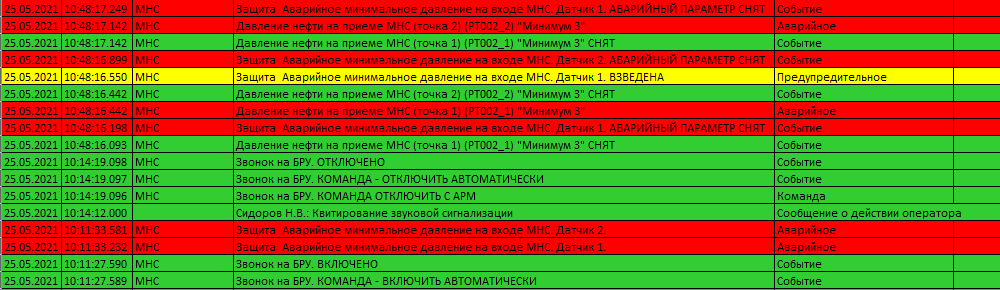 25.05.2021 10:48:17.249 МНС Защита  Аварийное минимальное давление на входе МНС. Датчик 1. АВАРИЙНЫЙ ПАРАМЕТР СНЯТ Событие
25.05.2021 10:48:17.142 МНС Давление нефти на приеме МНС (точка 2) (PT002_2) "Минимум 3" Аварийное
25.05.2021 10:48:17.142 МНС Давление нефти на приеме МНС (точка 1) (PT002_1) "Минимум 3" СНЯТ Событие
25.05.2021 10:48:16.899 МНС Защита  Аварийное минимальное давление на входе МНС. Датчик 2. АВАРИЙНЫЙ ПАРАМЕТР СНЯТ Событие
25.05.2021 10:48:16.550 МНС Защита  Аварийное минимальное давление на входе МНС. Датчик 1. ВЗВЕДЕНА Предупредительное
25.05.2021 10:48:16.442 МНС Давление нефти на приеме МНС (точка 2) (PT002_2) "Минимум 3" СНЯТ Событие
25.05.2021 10:48:16.442 МНС Давление нефти на приеме МНС (точка 1) (PT002_1) "Минимум 3" Аварийное
25.05.2021 10:48:16.198 МНС Защита  Аварийное минимальное давление на входе МНС. Датчик 1. АВАРИЙНЫЙ ПАРАМЕТР СНЯТ Событие
25.05.2021 10:48:16.093 МНС Давление нефти на приеме МНС (точка 1) (PT002_1) "Минимум 3" СНЯТ Событие
25.05.2021 10:14:19.098 МНС Звонок на БРУ. ОТКЛЮЧЕНО Событие
25.05.2021 10:14:19.097 МНС Звонок на БРУ. КОМАНДА - ОТКЛЮЧИТЬ АВТОМАТИЧЕСКИ Событие
25.05.2021 10:14:19.096 МНС Звонок на БРУ. КОМАНДА ОТКЛЮЧИТЬ С АРМ Команда
25.05.2021 10:14:12.000 Сидоров Н.В.: Квитирование звуковой сигнализации Сообщение о действии оператора
25.05.2021 10:11:33.581 МНС Защита  Аварийное минимальное давление на входе МНС. Датчик 2. Аварийное
25.05.2021 10:11:33.232 МНС Защита  Аварийное минимальное давление на входе МНС. Датчик 1. Аварийное
25.05.2021 10:11:27.590 МНС Звонок на БРУ. ВКЛЮЧЕНО Событие
25.05.2021 10:11:27.589 МНС Звонок на БРУ. КОМАНДА - ВКЛЮЧИТЬ АВТОМАТИЧЕСКИ Событие